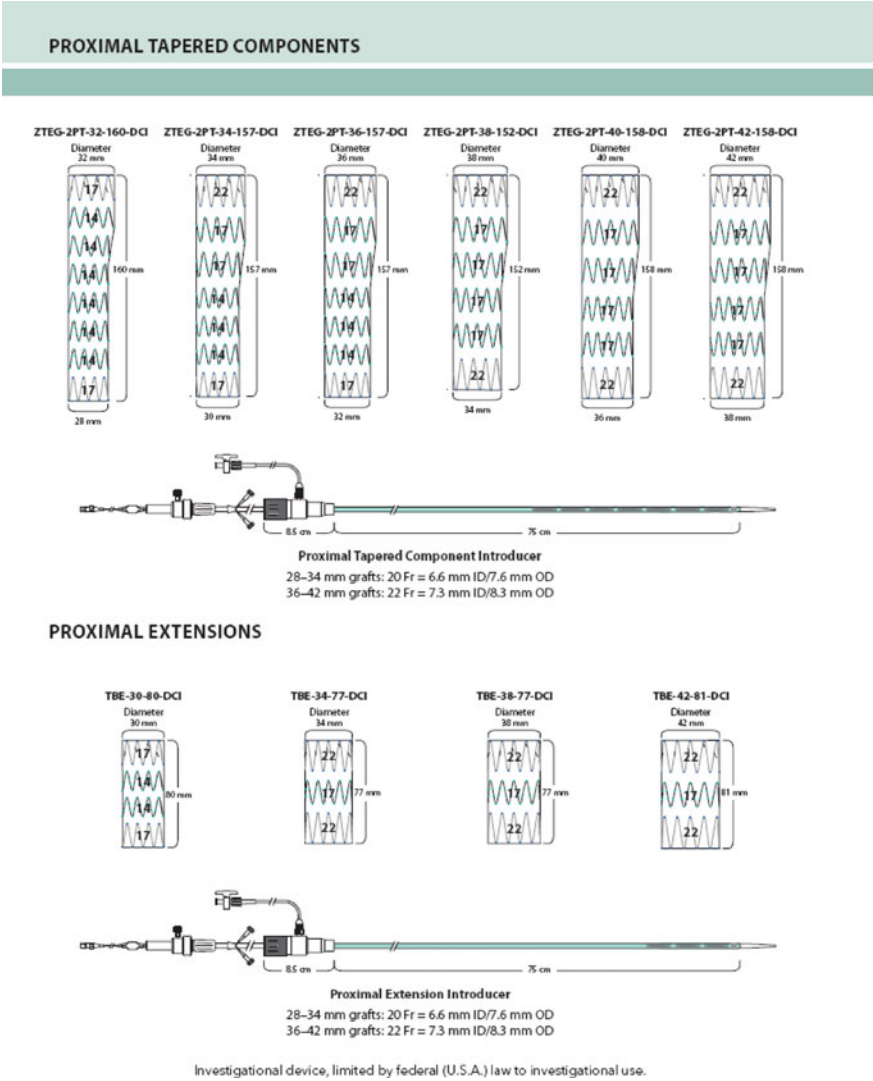 PROXIMAL TAPERED COMPONENTS
ZTEG-2PT-32-160-DCI ZTEG-2PT-34-157-DCI ZTEG-2PT-36-157-DCI ZTEG-2PT-38-152-DCI ZTEG-2PT-40-158-DCI ZTEG-2PT-42-158-DCI
Diameter Diameter Diameter Diameter Diameter Diameter
32 mm 34 mm 36 mm 38 mm 40 mm 42 mm
17 22 22 22 22 22
14 17 17 17 17 17
14 17 17 17 17 17
160 mm 157 mm 157 mm 152 mm 158 mm 158 mm
14 14 14 17 17 17
14 14 14 17 17 17
14 14 14 22 22 22
17 17 17
28 mm 30 mm 32 mm 34 mm 36 mm 38 mm
8.5 cm 75 cm
Proximal Tapered Component Introducer
28–34 mm grafts: 20 Fr = 6.6 mm ID/7.6 mm OD
36–42 mm grafts: 22 Fr = 7.3 mm ID/8.3 mm OD
PROXIMAL EXTENSIONS
TBE-30-80-DCI TBE-34-77-DCI TBE-38-77-DCI TBE-42-81-DCI
Diameter Diameter Diameter Diameter
30 mm 34 mm 38 mm 42 mm
17 22 22 22
14
80 mm 17 77 mm 17 77 mm 17 81 mm
14
17 22 22 22
8.5 cm 75 cm
Proximal Extension Introducer
28–34 mm grafts: 20 Fr = 6.6 mm ID/7.6 mm OD
36–42 mm grafts: 22 Fr = 7.3 mm ID/8.3 mm OD
Investigational device, limited by federal (U.S.A.) law to investigational use.